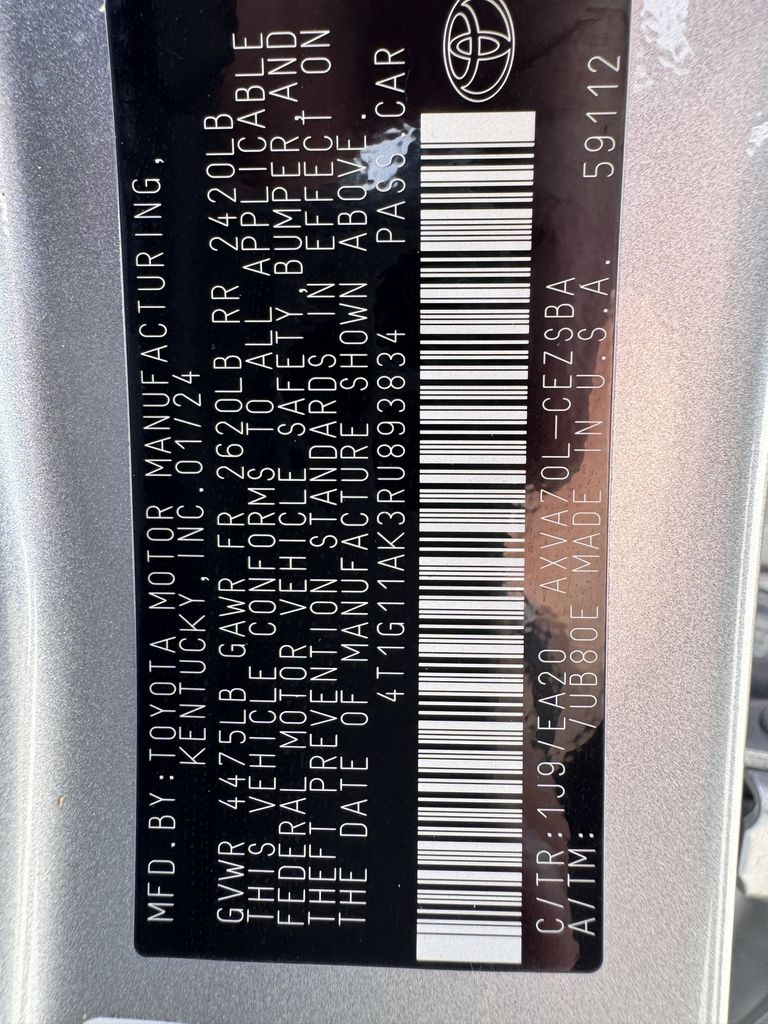 MFD.BY:TOYOTA MOTOR MANUFACTURING,
KENTUCKY,INC.01/24
GVWR 4475LB GAWR FR 2620LB RR 2420LB
THIS VEHICLE CONFORMS TO ALL APPLICABLE
FEDERAL MOTOR VEHICLE SAFETY,BUMPER,AND
THEFT PREVENTION STANDARDS IN EFFECT ON
THE DATE OF MANUFACTURE SHOWN ABOVE.
4T1G11AK3RU893834 PASS CAR
C/TR:1J9/EA20 AXVA70L-CEZSBA
A/TM: 7UB80E MADE IN U.S.A. 59112